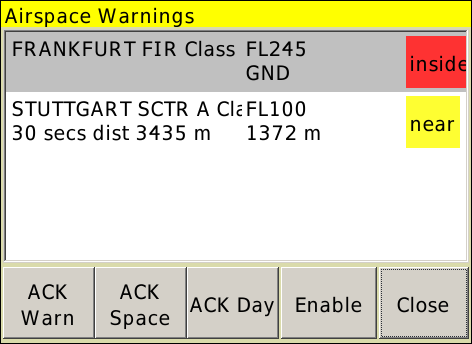 Airspace Warnings
FRANKFURT FIR Class FL245
GND
inside
STUTTGART SCTR A Cla FL100
30 secs dist 3435 m 1372 m
near
ACK Warn
ACK Space
ACK Day
Enable
Close